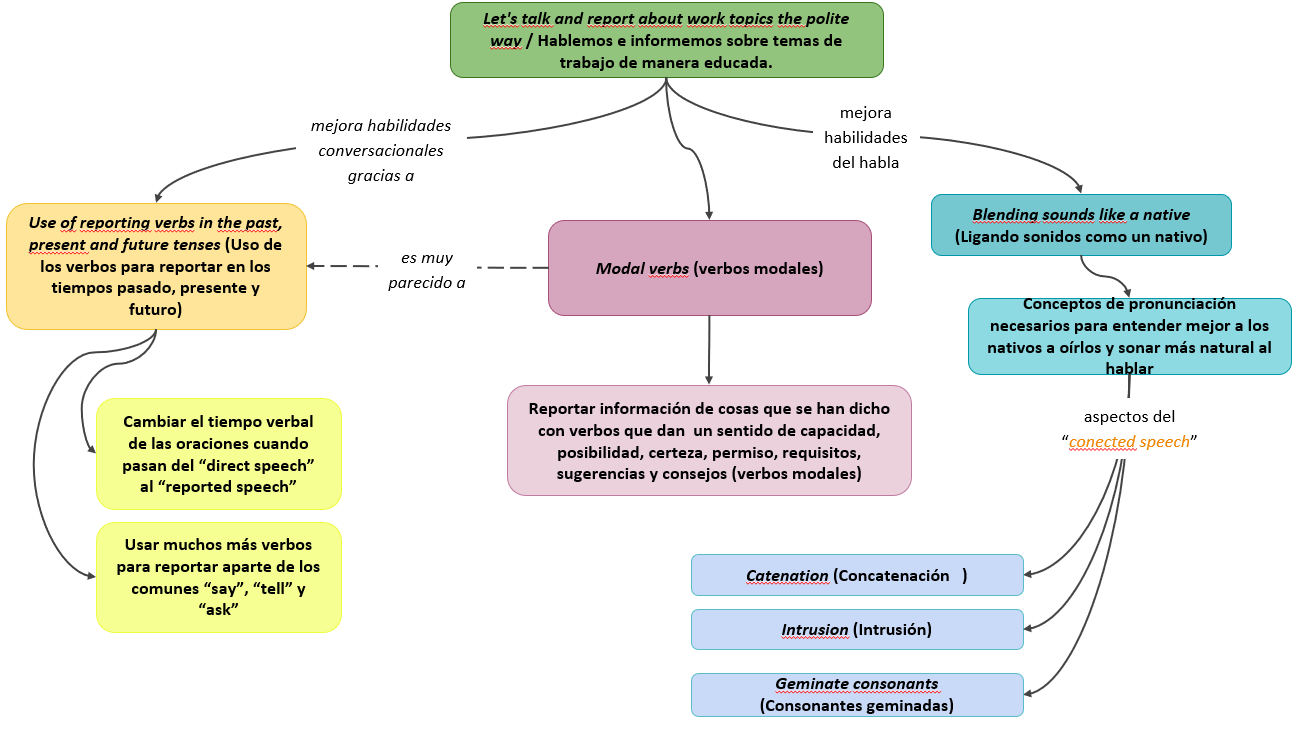 Let's talk and report about work topics the polite
way / Hablemos e informemos sobre temas de
trabajo de manera educada.
mejora habilidades
conversacionales
gracias a
mejora
habilidades
del habla
Use of reporting verbs in the past,
present and future tenses (Uso de
los verbos para reportar en los
tiempos pasado, presente y
futuro)
es muy
parecido a
Modal verbs (verbos modales)
Blending sounds like a native
(Ligando sonidos como un nativo)
Conceptos de pronunciación
necesarios para entender mejor a los
nativos a oírlos y sonar más natural al
hablar
Cambiar el tiempo verbal
de las oraciones cuando
pasan del “direct speech”
al “reported speech”
Reportar información de cosas que se han dicho
con verbos que dan un sentido de capacidad,
posibilidad, certeza, permiso, requisitos,
sugerencias y consejos (verbos modales)
aspectos del
“conected speech”
Usar muchos más verbos
para reportar aparte de los
comunes “say”, “tell” y
“ask”
Catenation (Concatenación )
Intrusion (Intrusión)
Geminate consonants
(Consonantes geminadas)